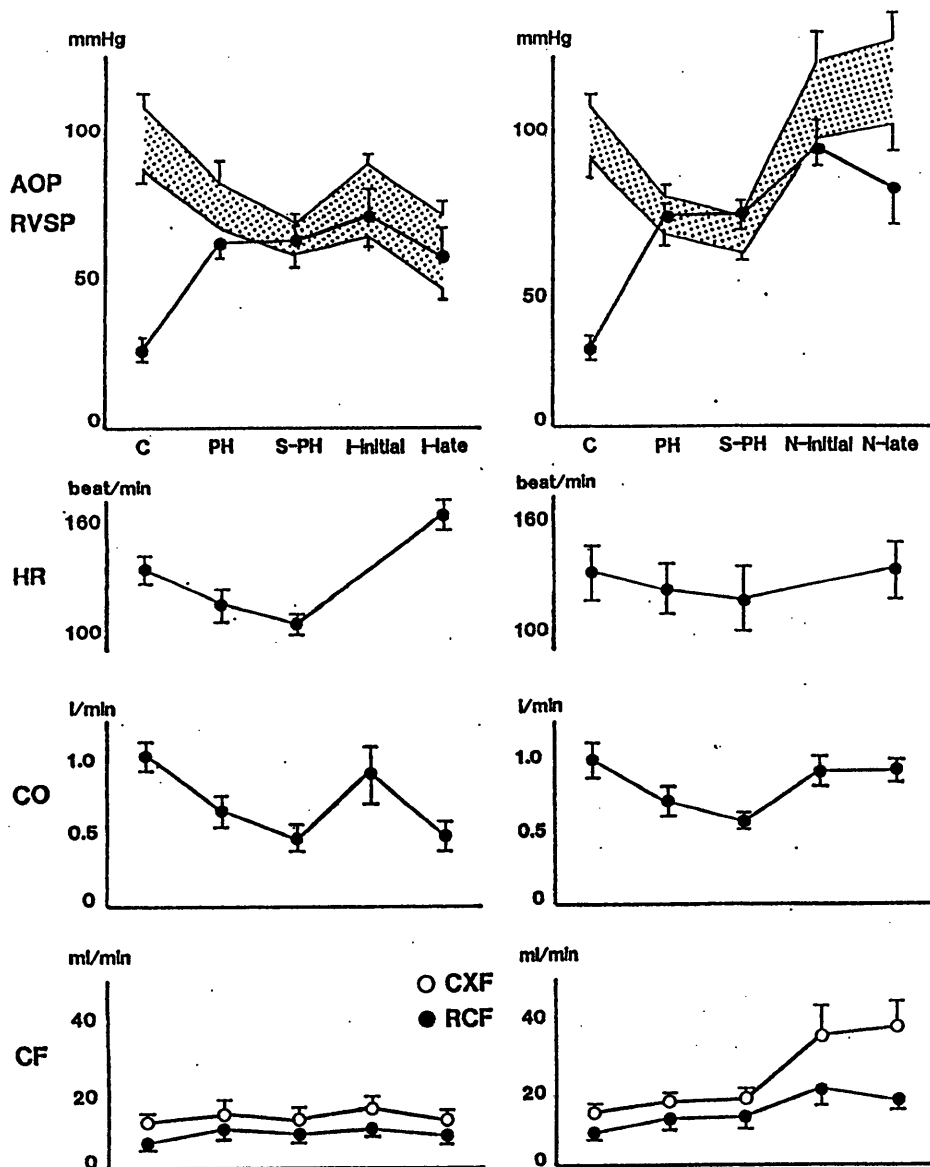 mmHg mmHg
100 100
AOP
RVSP
50 50
0 0
C PH S-PH I-initial I-late C PH S-PH N-initial N-late
beat/min beat/min
160 160
HR
100 100
l/min l/min
1.0 1.0
CO
0.5 0.5
0 0
ml/min ml/min
CXF
RCF
40 40
CF
20 20
0 0